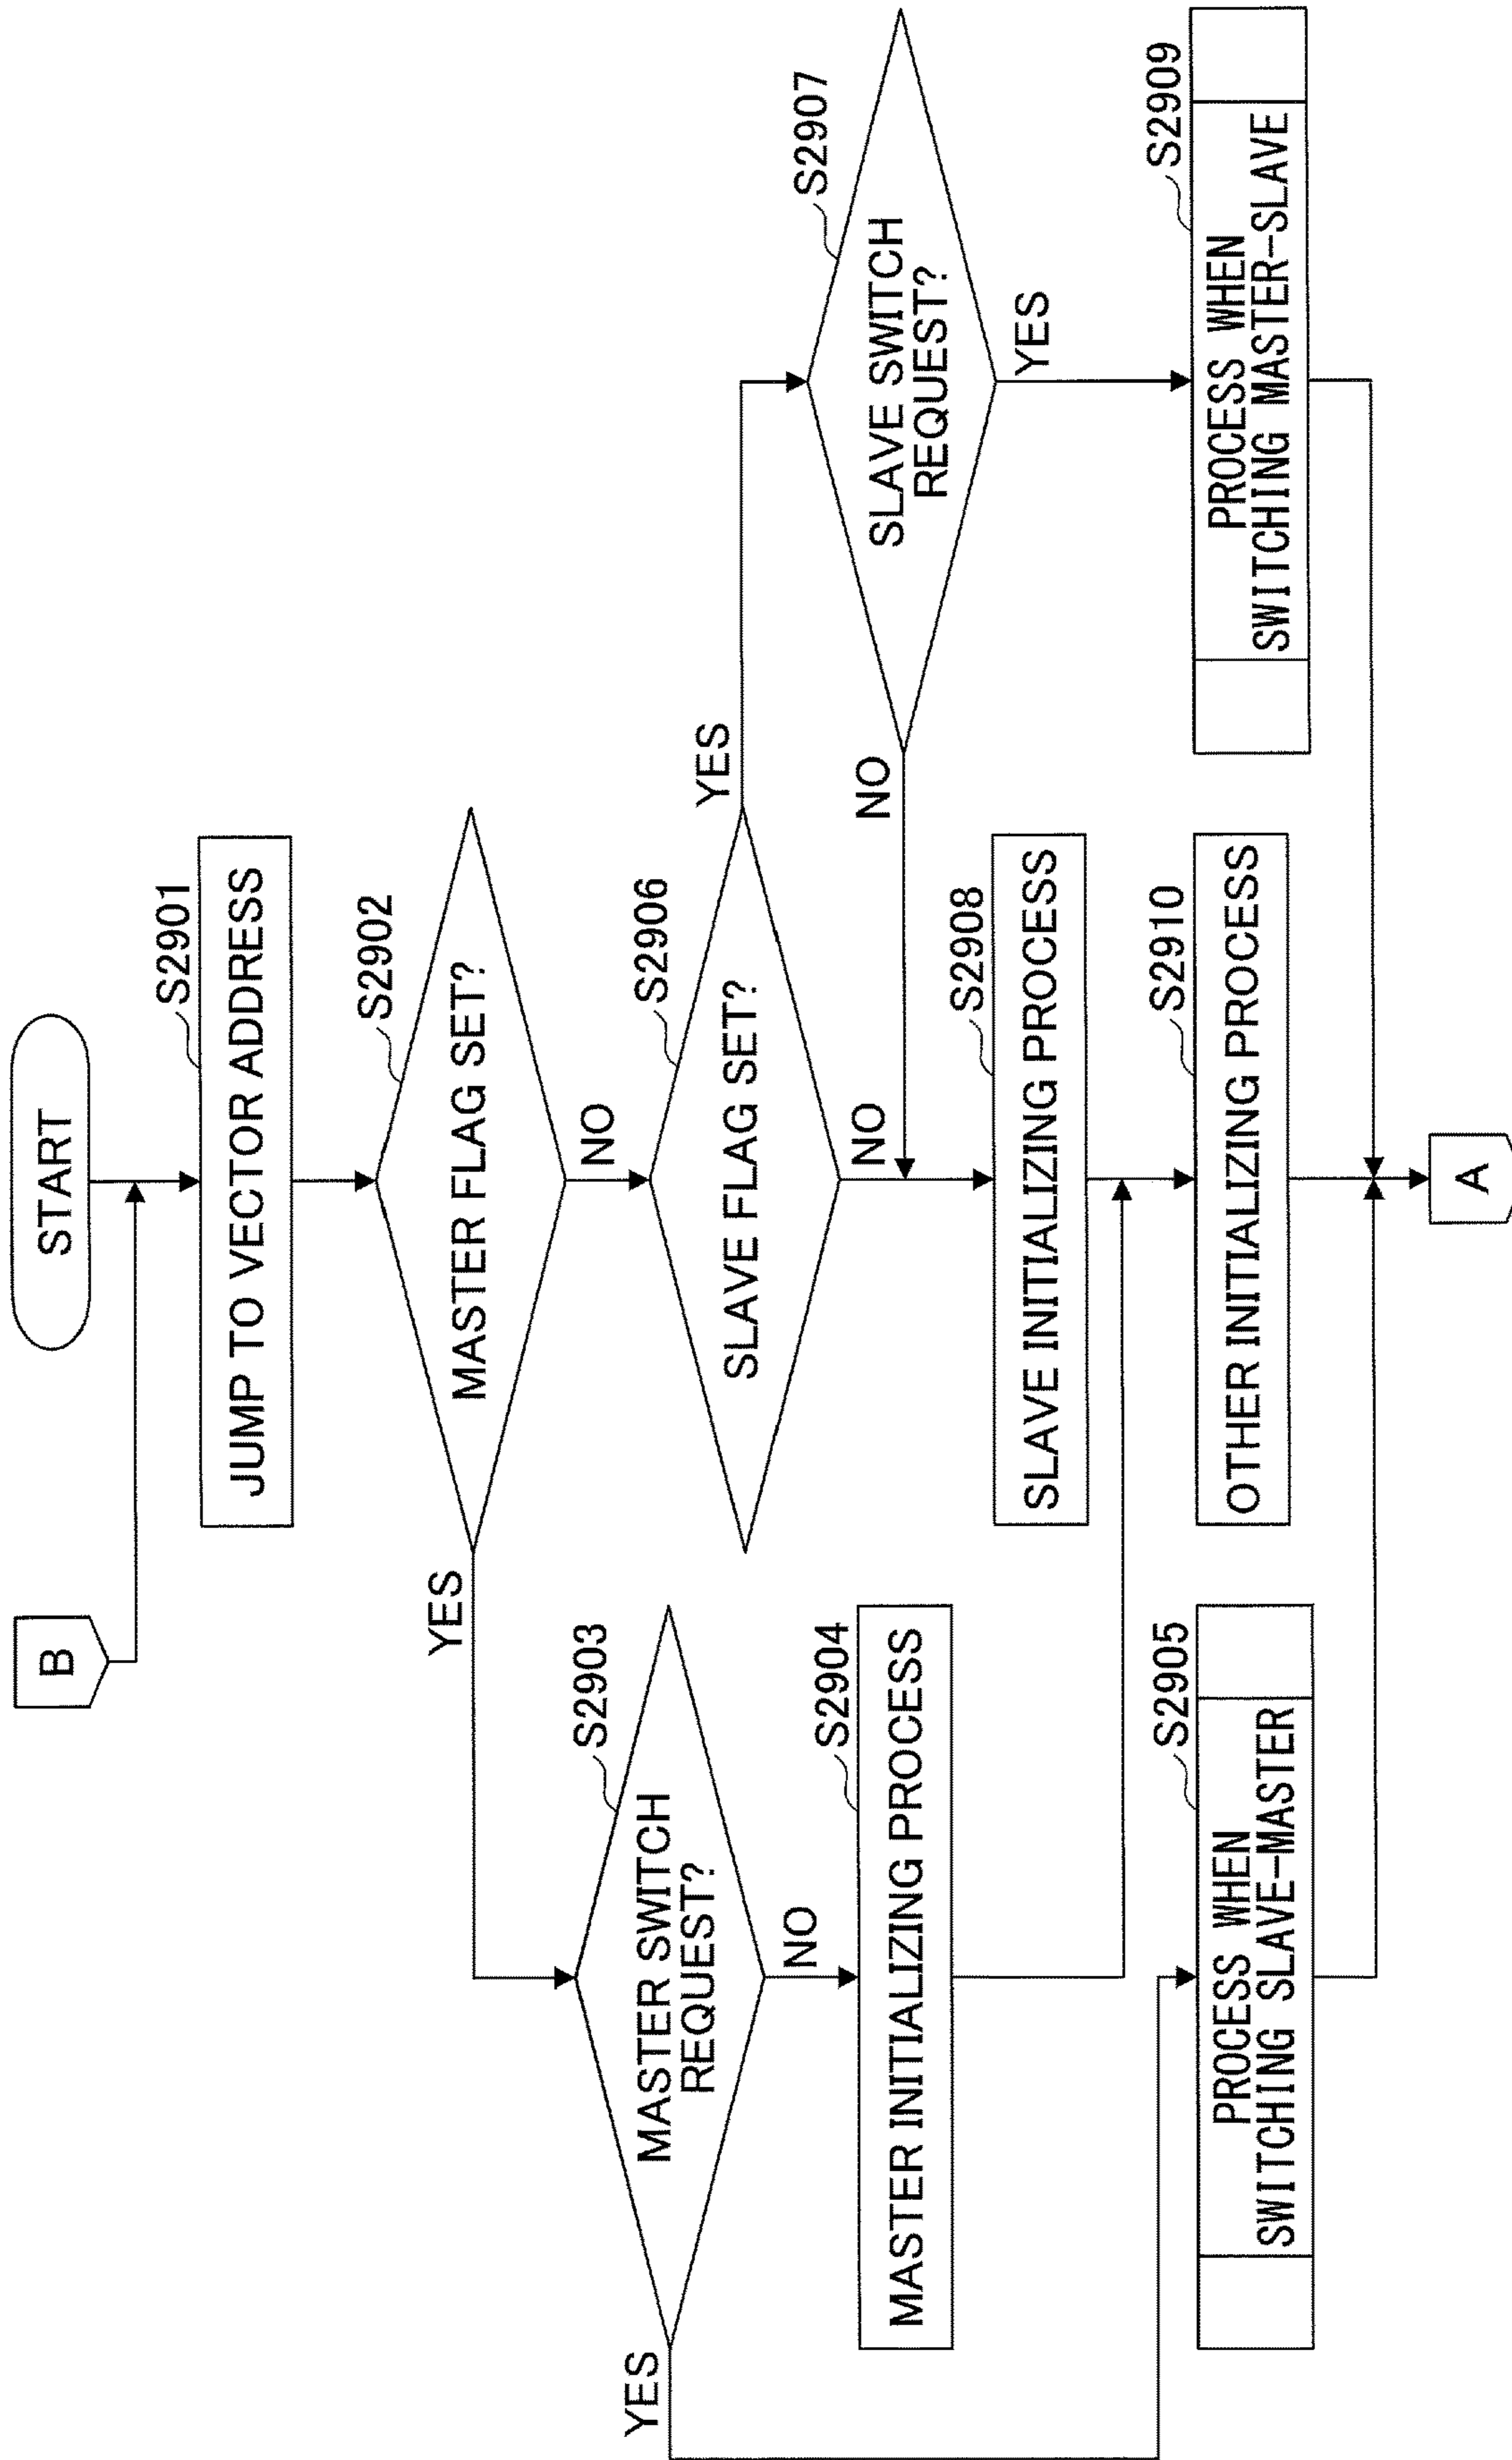 START
B
S2901
JUMP TO VECTOR ADDRESS
S2902
MASTER FLAG SET?
YES
NO
S2903
MASTER SWITCH
REQUEST?
YES
NO
S2904
MASTER INITIALIZING PROCESS
S2905
PROCESS WHEN
SWITCHING SLAVE-MASTER
S2906
SLAVE FLAG SET?
YES
NO
S2907
SLAVE SWITCH
REQUEST?
NO
YES
S2908
SLAVE INITIALIZING PROCESS
S2909
PROCESS WHEN
SWITCHING MASTER-SLAVE
S2910
OTHER INITIALIZING PROCESS
A